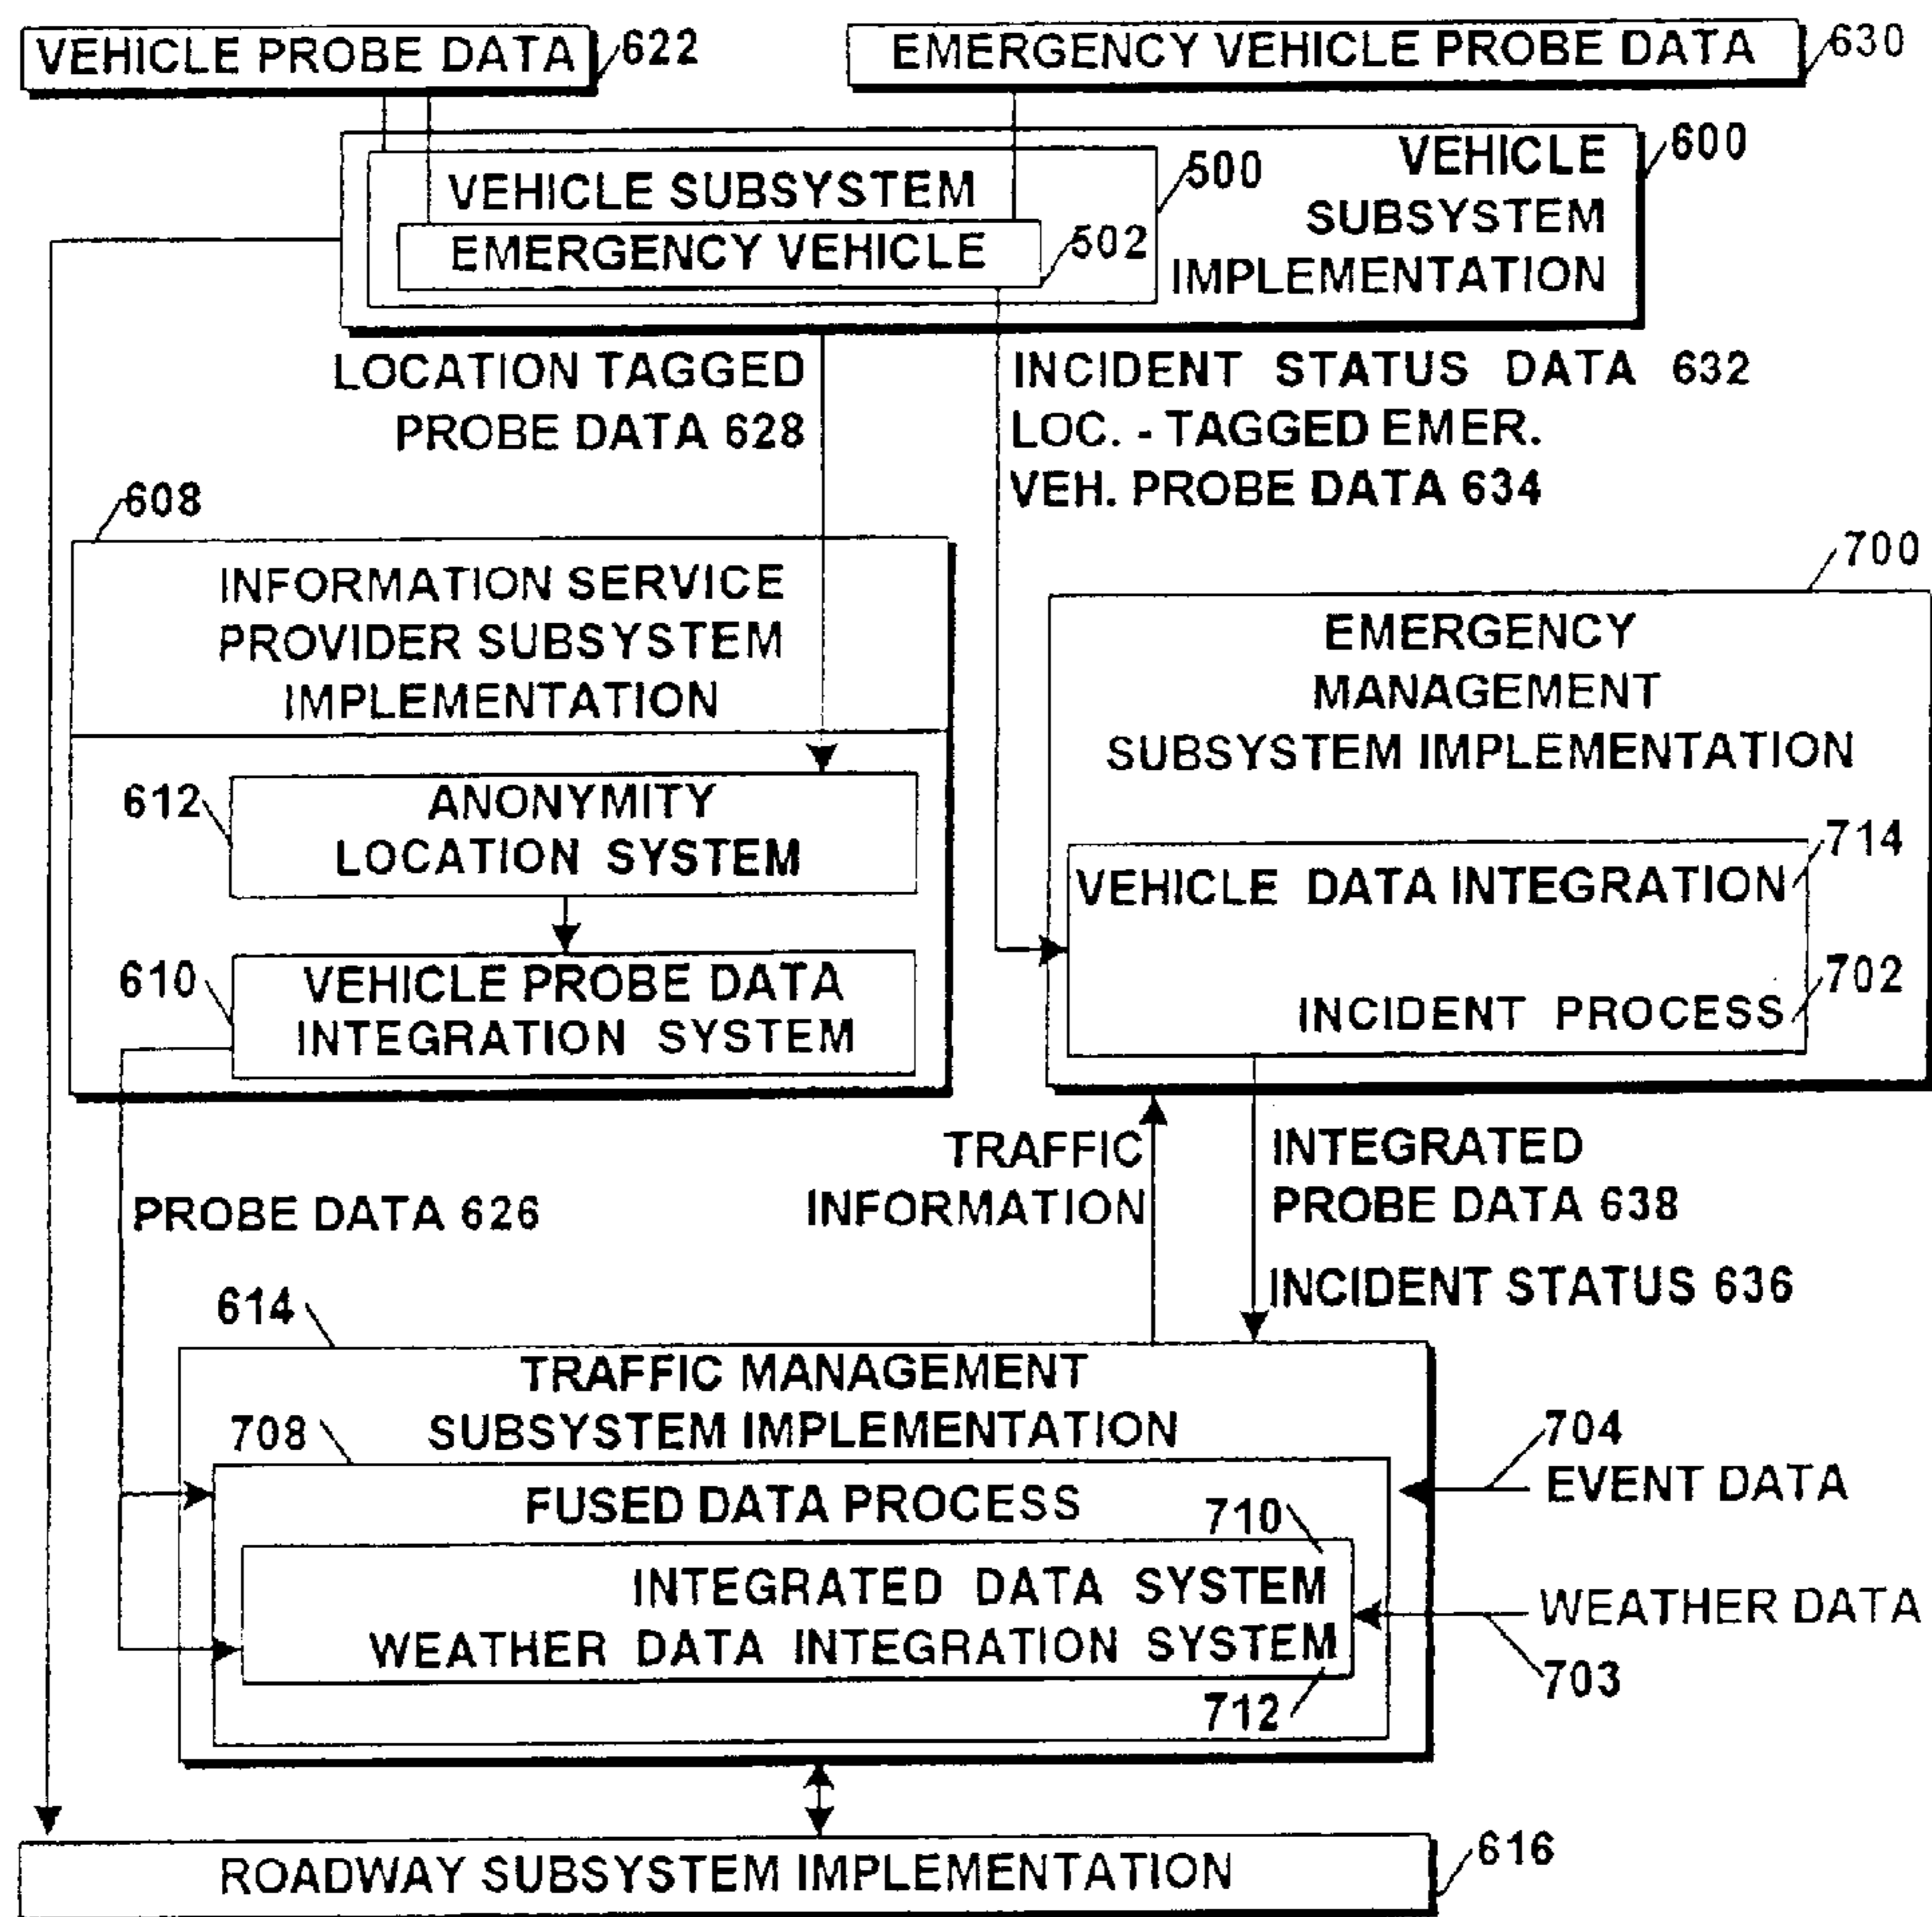 VEHICLE PROBE DATA 622
EMERGENCY VEHICLE PROBE DATA 630
VEHICLE
SUBSYSTEM
IMPLEMENTATION
600
VEHICLE SUBSYSTEM
500
EMERGENCY VEHICLE
502
LOCATION TAGGED
PROBE DATA 628
INCIDENT STATUS DATA 632
LOC. - TAGGED EMER.
VEH. PROBE DATA 634
608
INFORMATION SERVICE
PROVIDER SUBSYSTEM
IMPLEMENTATION
612
ANONYMITY
LOCATION SYSTEM
610
VEHICLE PROBE DATA
INTEGRATION SYSTEM
700
EMERGENCY
MANAGEMENT
SUBSYSTEM IMPLEMENTATION
714
VEHICLE DATA INTEGRATION
702
INCIDENT PROCESS
TRAFFIC
INFORMATION
INTEGRATED
PROBE DATA 638
INCIDENT STATUS 636
PROBE DATA 626
614
TRAFFIC MANAGEMENT
SUBSYSTEM IMPLEMENTATION
708
FUSED DATA PROCESS
710
INTEGRATED DATA SYSTEM
WEATHER DATA INTEGRATION SYSTEM
712
704
EVENT DATA
WEATHER DATA
703
ROADWAY SUBSYSTEM IMPLEMENTATION
616